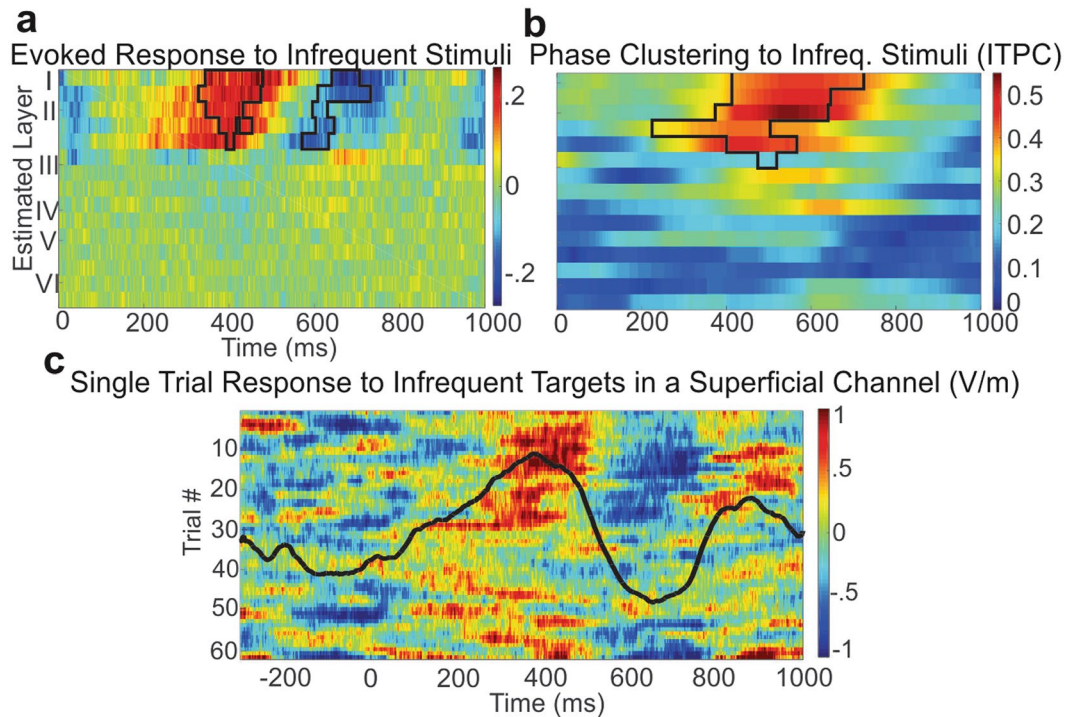 a
Evoked Response to Infrequent Stimuli
Estimated Layer
I
II
III
IV
V
VI
.2
0
-.2
0 200 400 600 800 1000
Time (ms)
b
Phase Clustering to Infreq. Stimuli (ITPC)
0.5
0.4
0.3
0.2
0.1
0
0 200 400 600 800 1000
c
Single Trial Response to Infrequent Targets in a Superficial Channel (V/m)
Trial #
10
20
30
40
50
60
1
.5
0
-.5
-1
-200 0 200 400 600 800 1000
Time (ms)